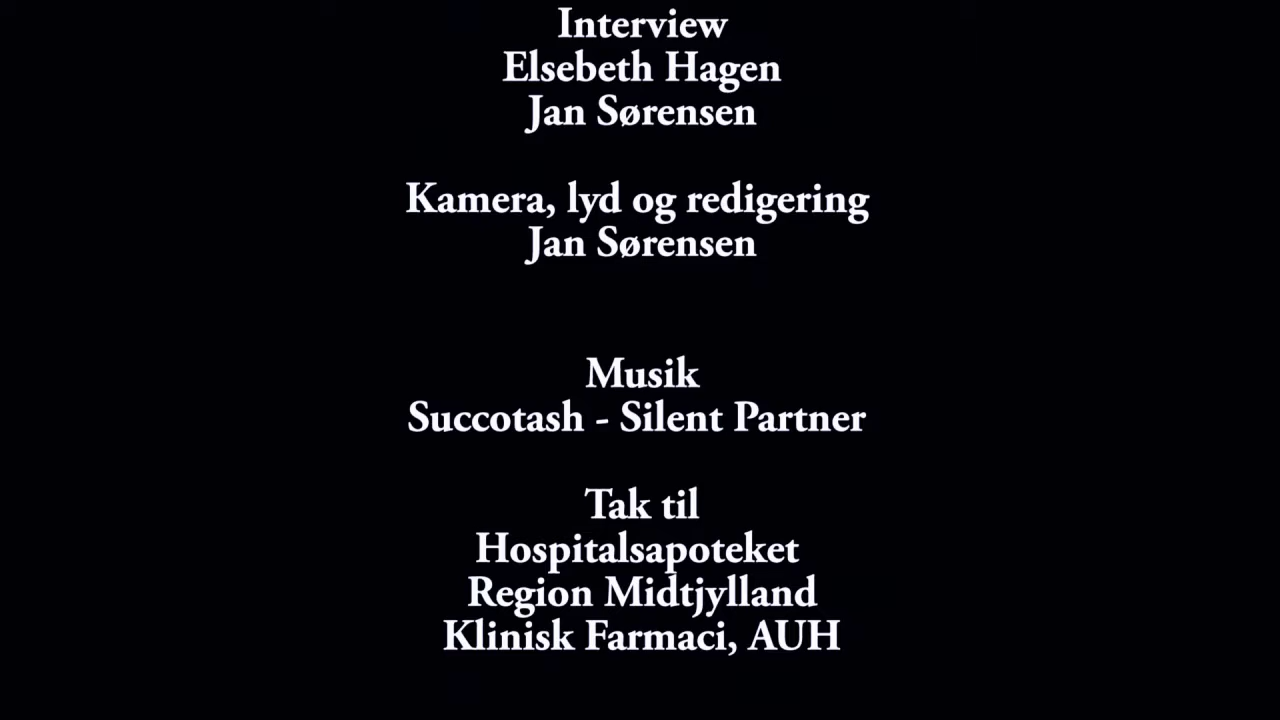 Interview
Elsebeth Hagen
Jan Sørensen
Kamera, lyd og redigering
Jan Sørensen
Musik
Succotash - Silent Partner
Tak til
Hospitalsapoteket
Region Midtjylland
Klinisk Farmaci, AUH